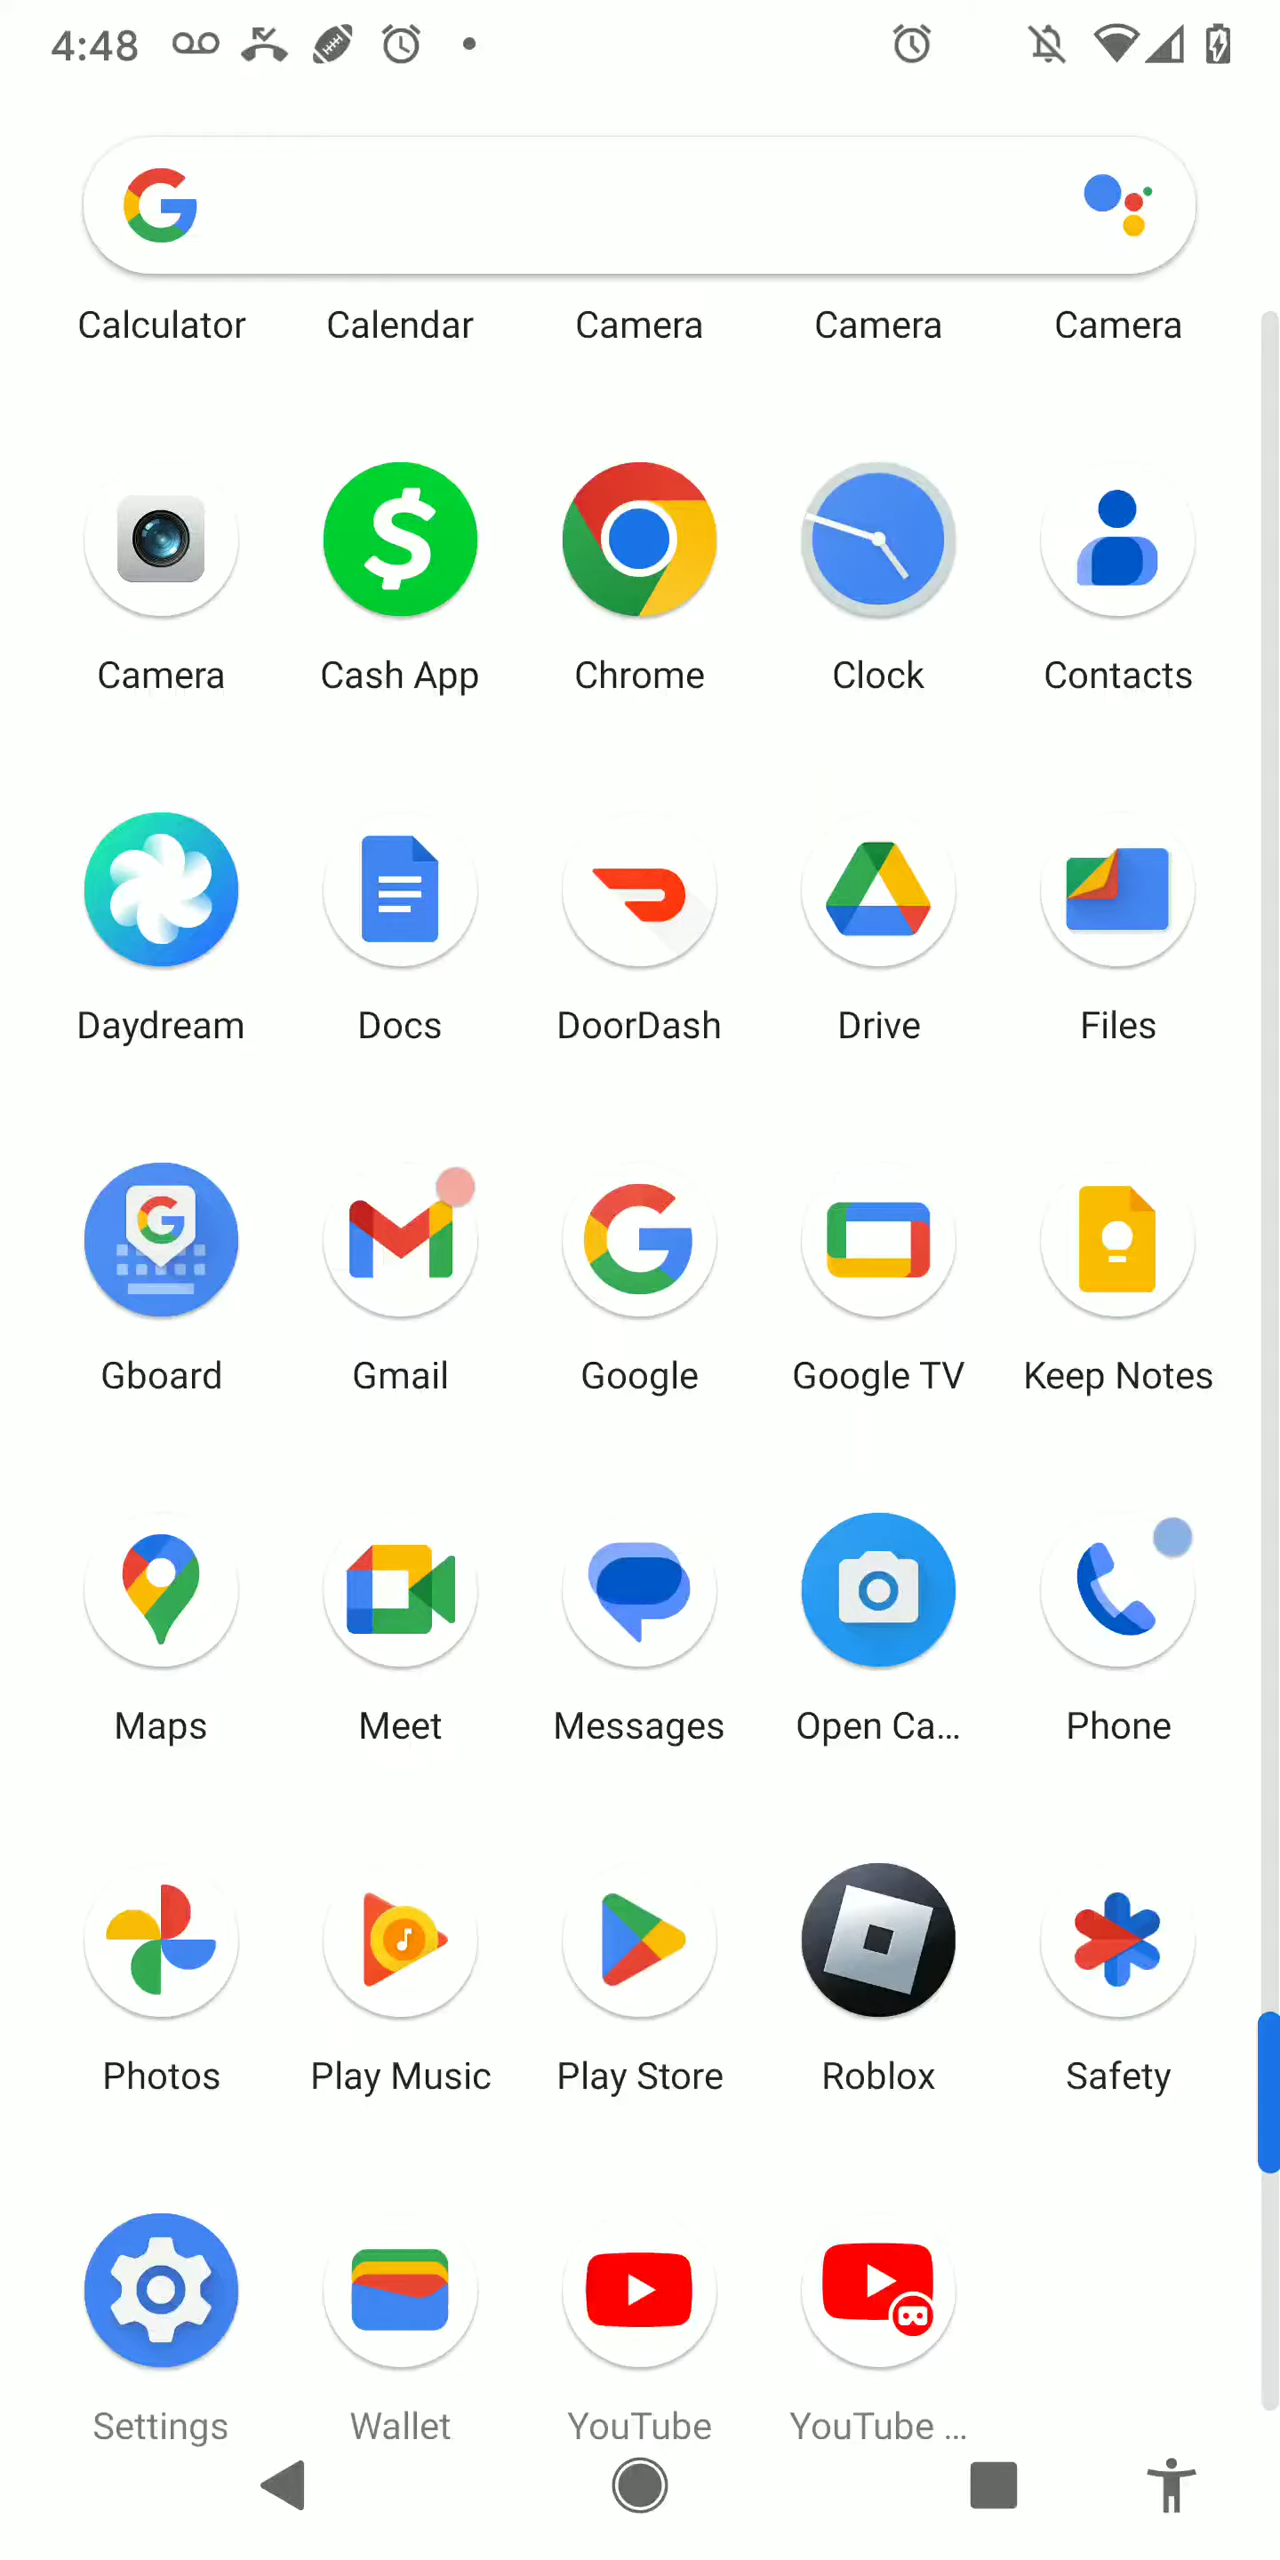 4:48
Calculator Calendar Camera Camera Camera
Camera Cash App Chrome Clock Contacts
Daydream Docs DoorDash Drive Files
Gboard Gmail Google Google TV Keep Notes
Maps Meet Messages Open Ca... Phone
Photos Play Music Play Store Roblox Safety
Settings Wallet YouTube YouTube ...